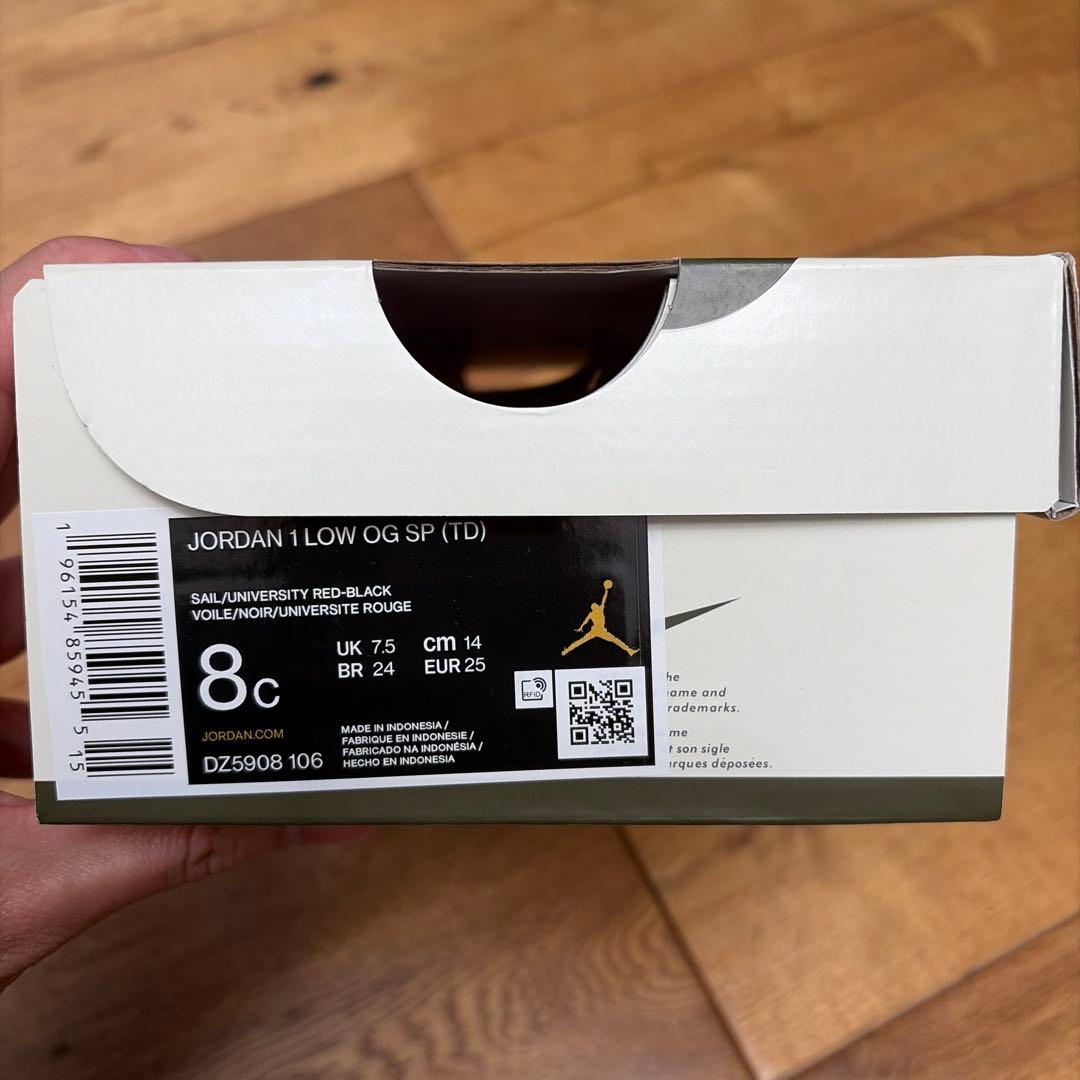 JORDAN 1 LOW OG SP (TD)
SAIL/UNIVERSITY RED-BLACK
VOILE/NOIR/UNIVERSITE ROUGE
8C
UK 7.5 cm 14
BR 24 EUR 25
RFID
JORDAN.COM
DZ5908 106
MADE IN INDONESIA /
FABRIQUE EN INDONESIE /
FABRICADO NA INDONÉSIA /
HECHO EN INDONESIA
1 96154 85945 5 15
ame and
rademarks.
me
t son sigle
rques déposées.